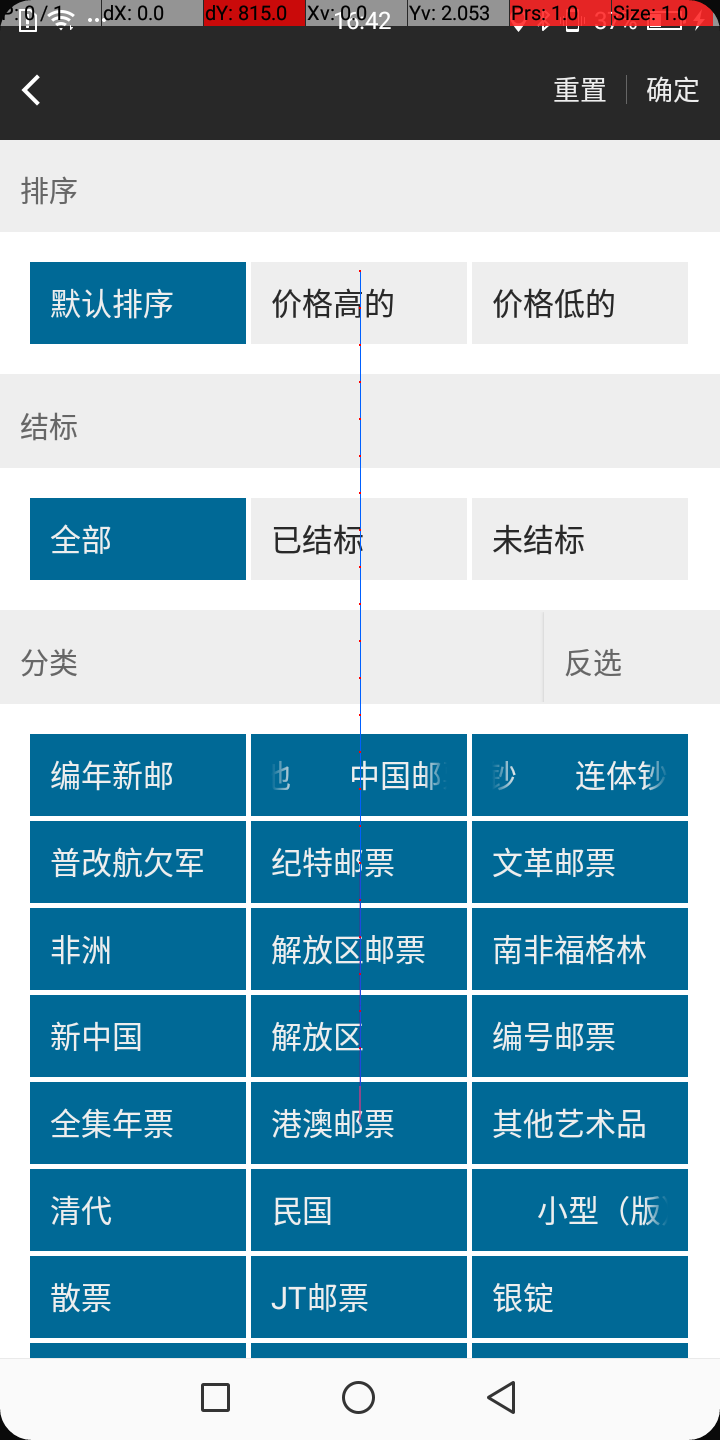 P: 0 / 1 dX: 0.0 dY: 815.0 Xv: 0.0 Yv: 2.053 Prs: 1.0 Size: 1.0
16:42 37%
重置 确定
排序
默认排序 价格高的 价格低的
结标
全部 已结标 未结标
分类 反选
编年新邮 地 中国邮 钞 连体钞
普改航欠军 纪特邮票 文革邮票
非洲 解放区邮票 南非福格林
新中国 解放区 编号邮票
全集年票 港澳邮票 其他艺术品
清代 民国 小型（版）
散票 JT邮票 银锭